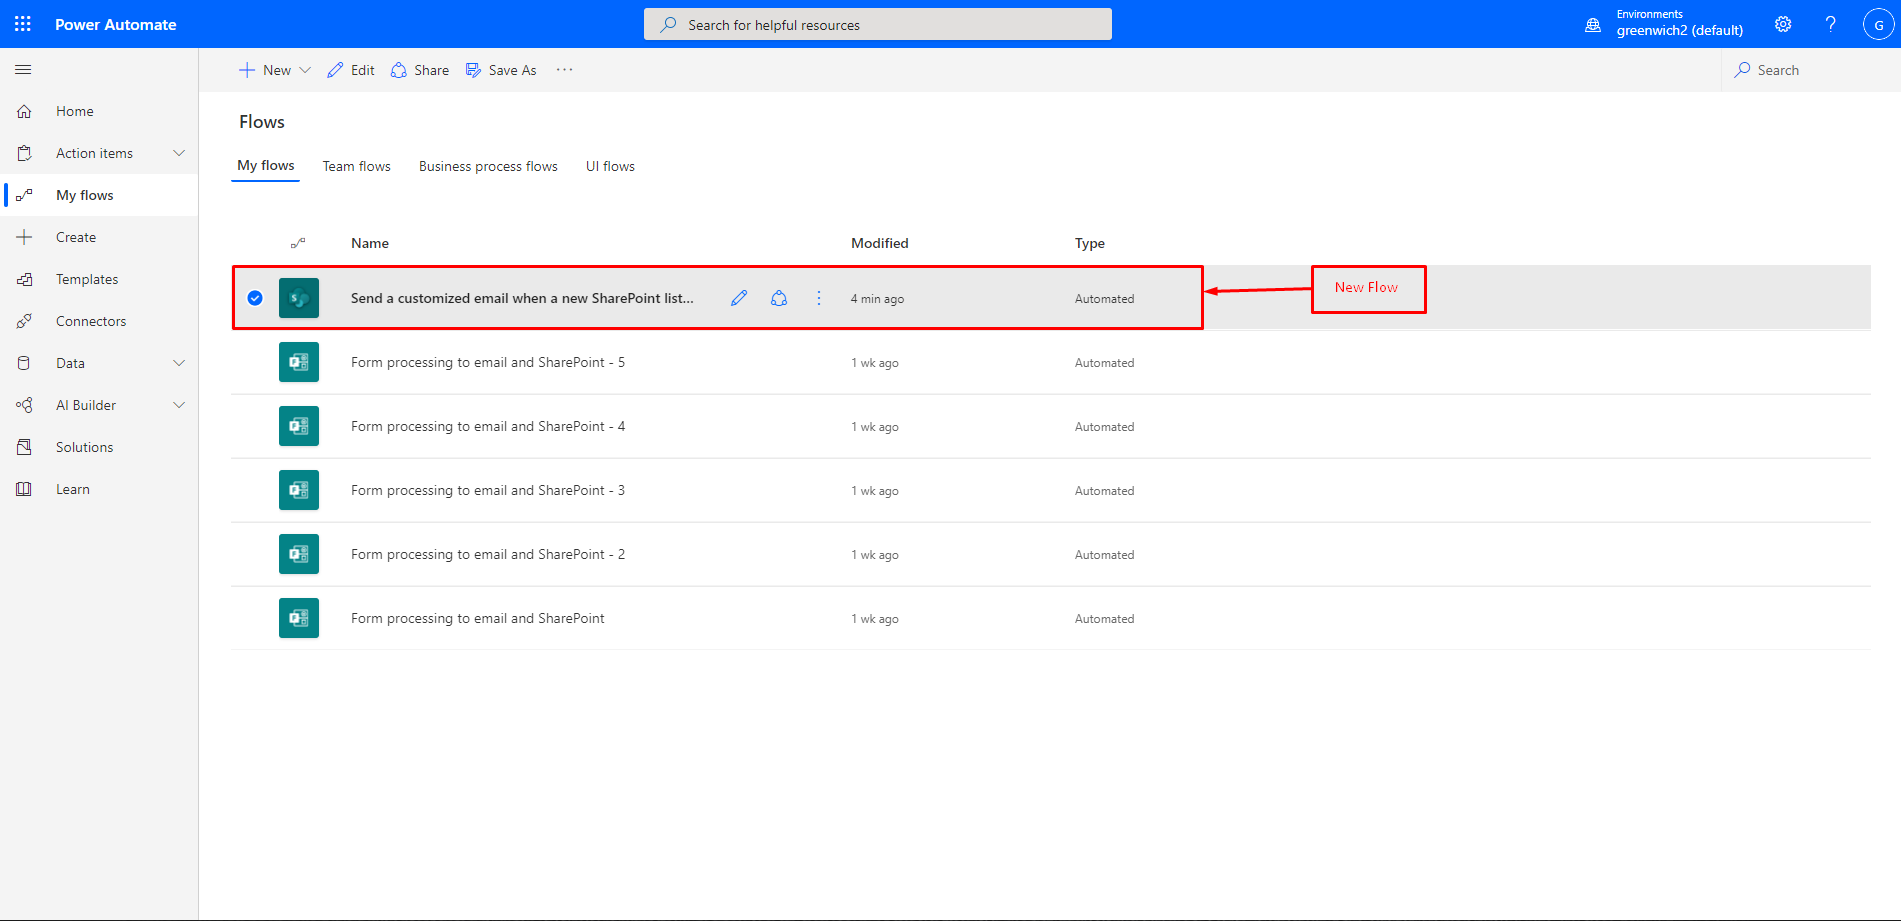 Power Automate
Search for helpful resources
Environments
greenwich2 (default)
?
G
New
Edit
Share
Save As
...
Search
Home
Action items
My flows
Create
Templates
Connectors
Data
AI Builder
Solutions
Learn
Flows
My flows
Team flows
Business process flows
UI flows
Name
Modified
Type
Send a customized email when a new SharePoint list...
4 min ago
Automated
New Flow
Form processing to email and SharePoint - 5
1 wk ago
Automated
Form processing to email and SharePoint - 4
1 wk ago
Automated
Form processing to email and SharePoint - 3
1 wk ago
Automated
Form processing to email and SharePoint - 2
1 wk ago
Automated
Form processing to email and SharePoint
1 wk ago
Automated